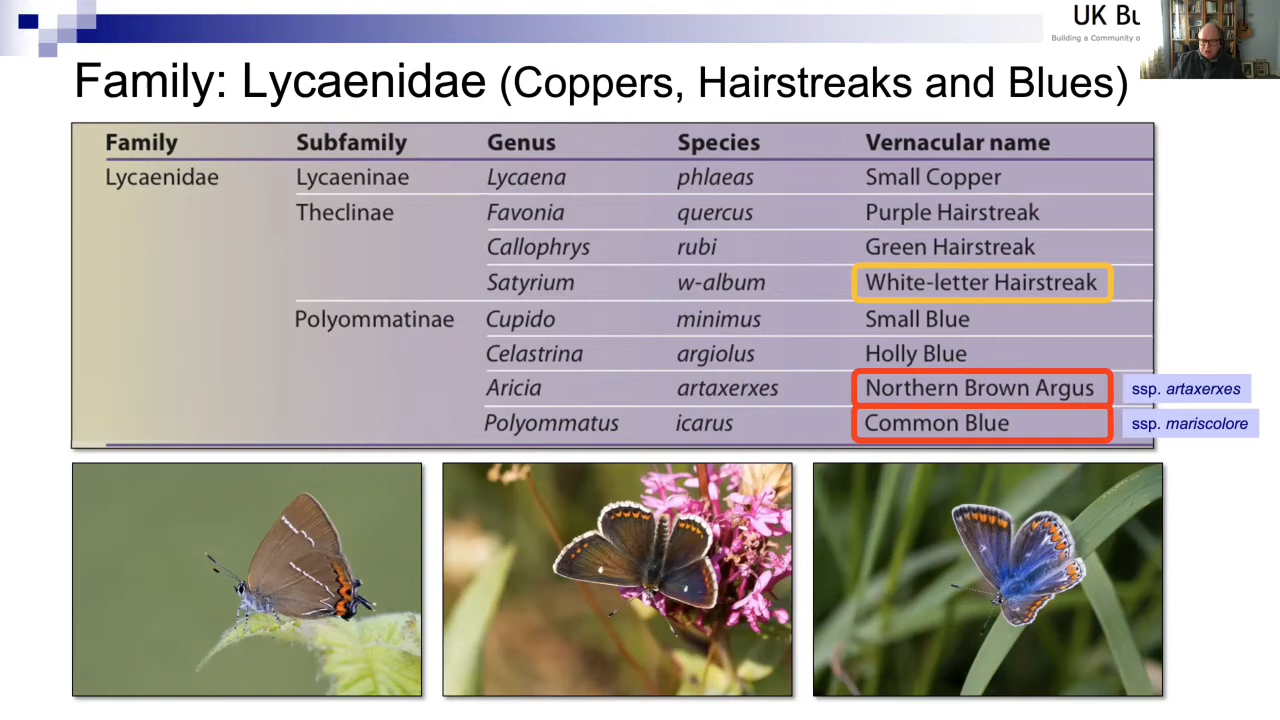 UK Bu
Building a Community o
Family: Lycaenidae (Coppers, Hairstreaks and Blues)
Family Subfamily Genus Species Vernacular name
Lycaenidae Lycaeninae Lycaena phlaeas Small Copper
Theclinae Favonia quercus Purple Hairstreak
Callophrys rubi Green Hairstreak
Satyrium w-album White-letter Hairstreak
Polyommatinae Cupido minimus Small Blue
Celastrina argiolus Holly Blue
Aricia artaxerxes Northern Brown Argus ssp. artaxerxes
Polyommatus icarus Common Blue ssp. mariscolore